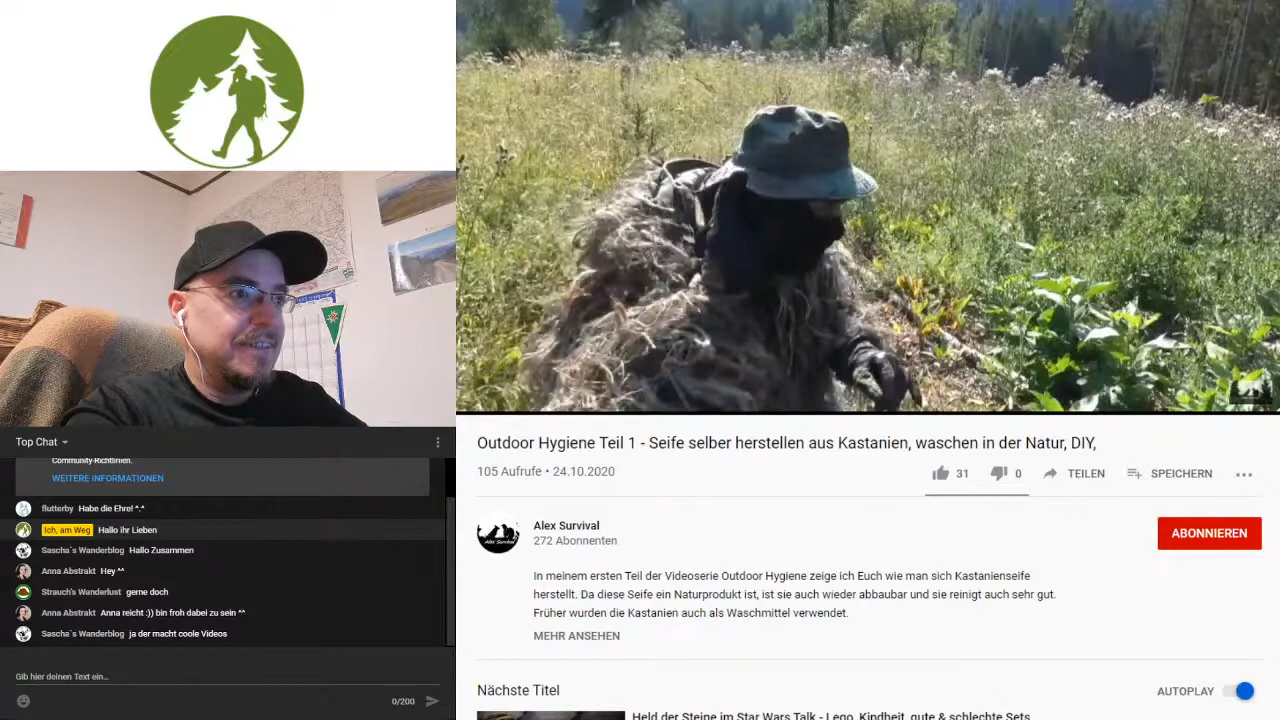 Top Chat
Community-Richtlinien.
WEITERE INFORMATIONEN
flutterby Habe die Ehre! ^.^
Ich, am Weg Hallo ihr Lieben
Sascha`s Wanderblog Hallo Zusammen
Anna Abstrakt Hey ^^
Strauch's Wanderlust gerne doch
Anna Abstrakt Anna reicht :)) bin froh dabei zu sein ^^
Sascha`s Wanderblog ja der macht coole Videos
Gib hier deinen Text ein...
0/200
Outdoor Hygiene Teil 1 - Seife selber herstellen aus Kastanien, waschen in der Natur, DIY,
105 Aufrufe • 24.10.2020
31
0
TEILEN
SPEICHERN
Alex Survival
272 Abonnenten
ABONNIEREN
In meinem ersten Teil der Videoserie Outdoor Hygiene zeige ich Euch wie man sich Kastanienseife
herstellt. Da diese Seife ein Naturprodukt ist, ist sie auch wieder abbaubar und sie reinigt auch sehr gut.
Früher wurden die Kastanien auch als Waschmittel verwendet.
MEHR ANSEHEN
Nächste Titel
AUTOPLAY
Held der Steine im Star Wars Talk - Lego, Kindheit, gute & schlechte Sets